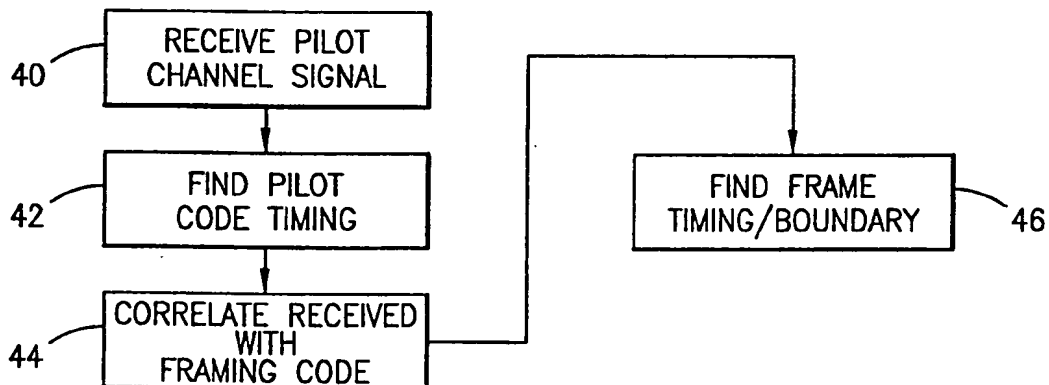 40
RECEIVE PILOT
CHANNEL SIGNAL
42
FIND PILOT
CODE TIMING
44
CORRELATE RECEIVED
WITH
FRAMING CODE
FIND FRAME
TIMING/BOUNDARY
46